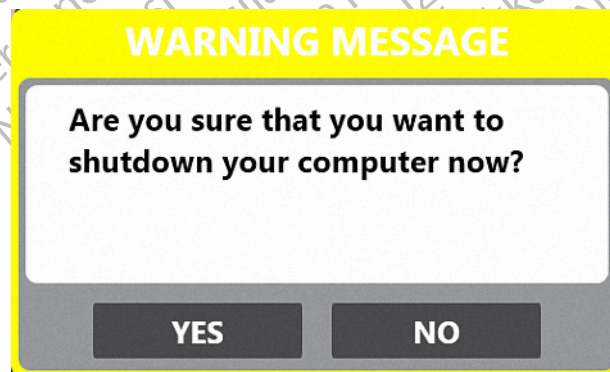 WARNING MESSAGE
Are you sure that you want to
shutdown your computer now?
YES
NO